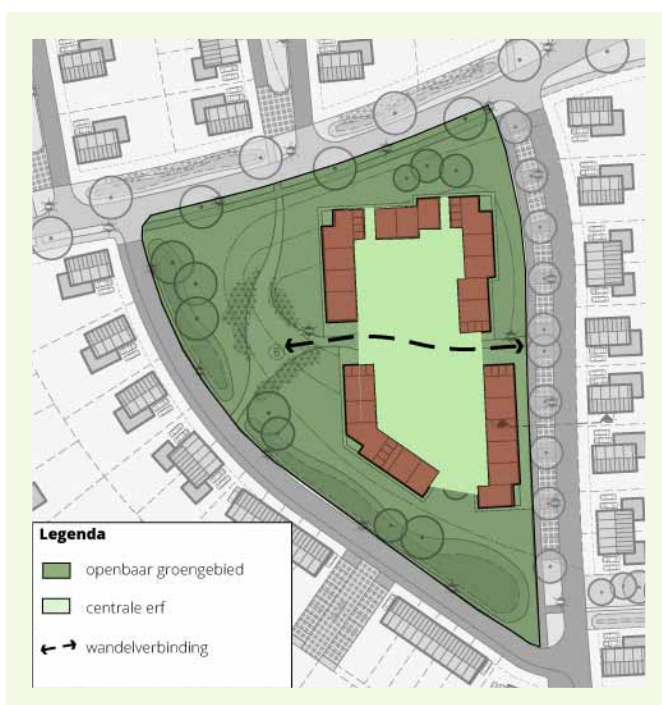 Legenda
openbaar groengebied
centrale erf
wandelverbinding